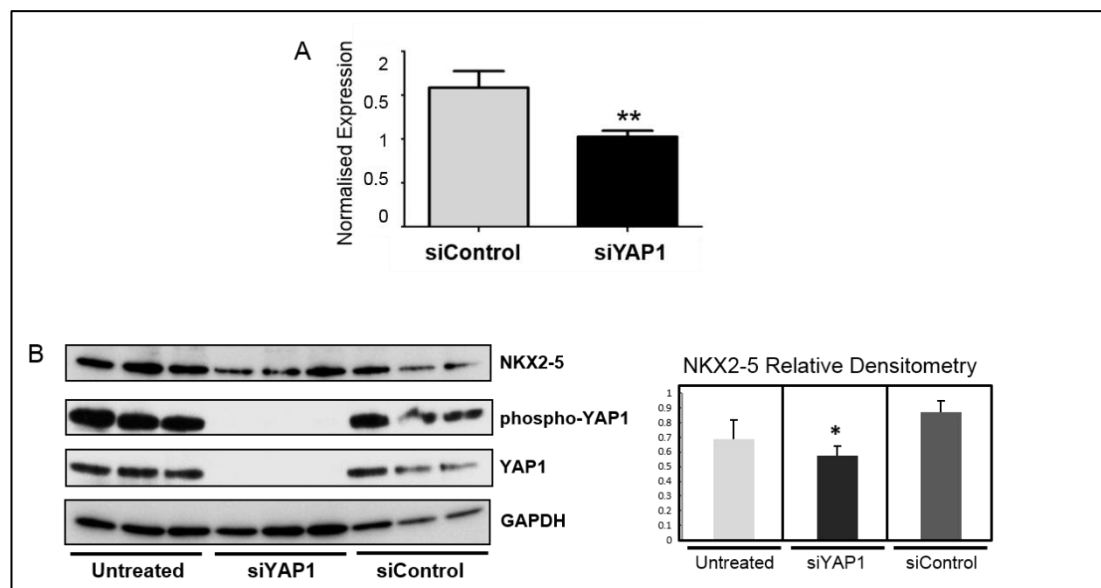 A
Normalised Expression
2
0.5
1
0.5
0
**
siControl siYAP1
B
NKX2-5
phospho-YAP1
YAP1
GAPDH
Untreated siYAP1 siControl
NKX2-5 Relative Densitometry
1
0.9
0.8
0.7
0.6
0.5
0.4
0.3
0.2
0.1
0
*
Untreated siYAP1 siControl